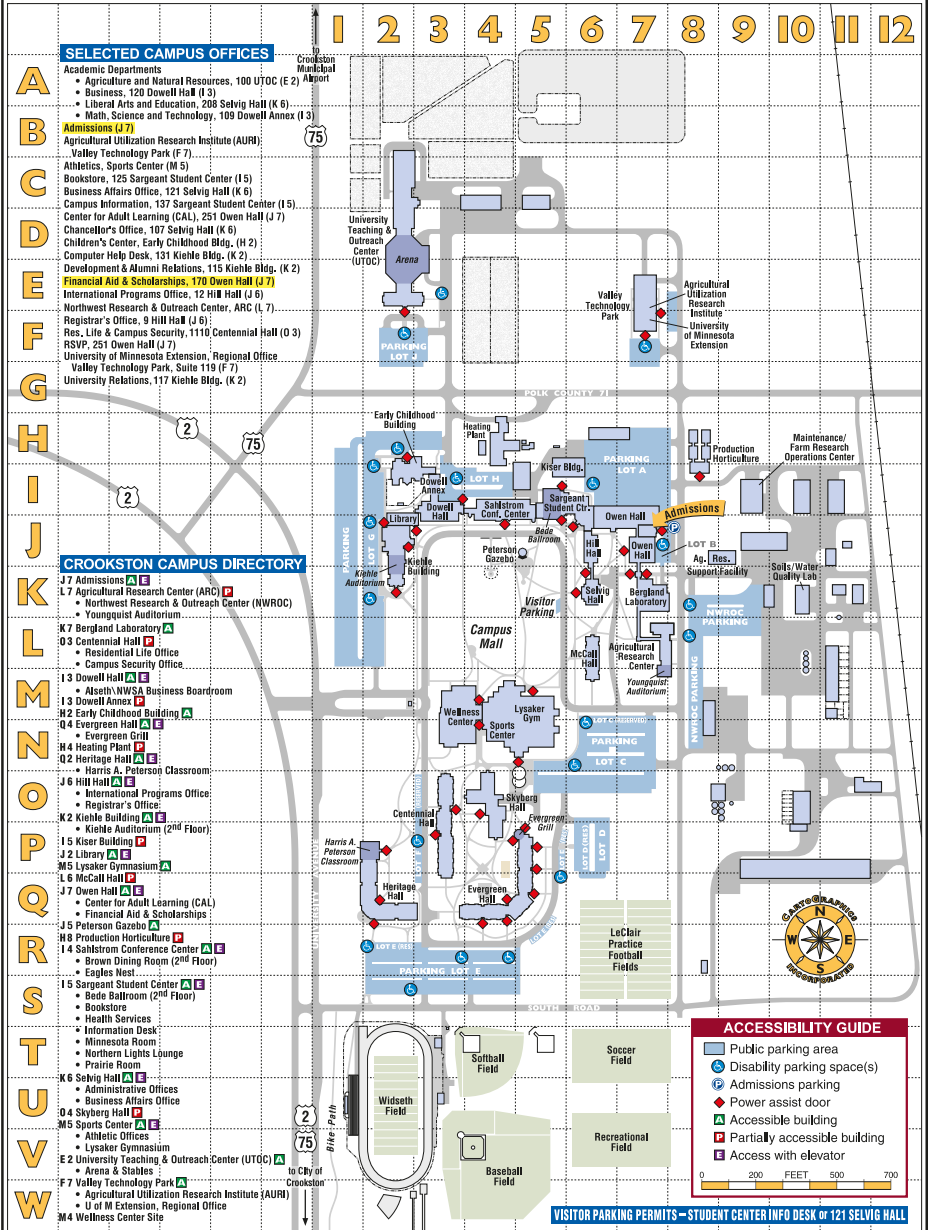 1 2 3 4 5 6 7 8 9 10 11 12
A
B
C
D
E
F
G
H
I
J
K
L
M
N
O
P
Q
R
S
T
U
V
W
SELECTED CAMPUS OFFICES
Academic Departments
• Agriculture and Natural Resources, 100 UTOC (E 2)
• Business, 120 Dowell Hall (I 3)
• Liberal Arts and Education, 208 Selvig Hall (K 6)
• Math, Science and Technology, 109 Dowell Annex (I 3)
Admissions (J 7)
Agricultural Utilization Research Institute (AURI)
Valley Technology Park (F 7)
Athletics, Sports Center (M 5)
Bookstore, 125 Sargeant Student Center (I 5)
Business Affairs Office, 121 Selvig Hall (K 6)
Campus Information, 137 Sargeant Student Center (I 5)
Center for Adult Learning (CAL), 251 Owen Hall (J 7)
Chancellor's Office, 107 Selvig Hall (K 6)
Children's Center, Early Childhood Bldg. (H 2)
Computer Help Desk, 131 Kiehle Bldg. (K 2)
Development & Alumni Relations, 115 Kiehle Bldg. (K 2)
Financial Aid & Scholarships, 170 Owen Hall (J 7)
International Programs Office, 12 Hill Hall (J 6)
Northwest Research & Outreach Center, ARC (L 7)
Registrar's Office, 9 Hill Hall (J 6)
Res. Life & Campus Security, 1110 Centennial Hall (O 3)
RSVP, 251 Owen Hall (J 7)
University of Minnesota Extension, Regional Office
Valley Technology Park, Suite 119 (F 7)
University Relations, 117 Kiehle Bldg. (K 2)
CROOKSTON CAMPUS DIRECTORY
J 7 Admissions A E
L 7 Agricultural Research Center (ARC) P
• Northwest Research & Outreach Center (NWROC)
• Youngquist Auditorium
K7 Bergland Laboratory A
O3 Centennial Hall P
• Residential Life Office
• Campus Security Office
I 3 Dowell Hall A E
• Alseth\NWSA Business Boardroom
I 3 Dowell Annex P
H2 Early Childhood Building A
Q4 Evergreen Hall A E
• Evergreen Grill
H4 Heating Plant P
Q2 Heritage Hall A E
• Harris A. Peterson Classroom
J 6 Hill Hall A E
• International Programs Office
• Registrar's Office
K 2 Kiehle Building A E
• Kiehle Auditorium (2nd Floor)
I 5 Kiser Building P
J 2 Library A E
M5 Lysaker Gymnasium A
L 6 McCall Hall P
J 7 Owen Hall A E
• Center for Adult Learning (CAL)
• Financial Aid & Scholarships
J 5 Peterson Gazebo A
H8 Production Horticulture P
I 4 Sahlstrom Conference Center A E
• Brown Dining Room (2nd Floor)
• Eagles Nest
I 5 Sargeant Student Center A E
• Bede Ballroom (2nd Floor)
• Bookstore
• Health Services
• Information Desk
• Minnesota Room
• Northern Lights Lounge
• Prairie Room
K 6 Selvig Hall A E
• Administrative Offices
• Business Affairs Office
O 4 Skyberg Hall P
M5 Sports Center A E
• Athletic Offices
• Lysaker Gymnasium
E 2 University Teaching & Outreach Center (UTOC) A
• Arena & Stables
F 7 Valley Technology Park A
• Agricultural Utilization Research Institute (AURI)
• U of M Extension, Regional Office
M4 Wellness Center Site
to
Crookston
Municipal
Airport
75
University
Teaching &
Outreach
Center
(UTOC)
Arena
PARKING
LOT J
Valley
Technology
Park
Agricultural
Utilization
Research
Institute
University
of Minnesota
Extension
POLK COUNTY 71
2
75
2
Early Childhood
Building
Heating
Plant
LOT H
Kiser Bldg.
PARKING
LOT A
Production
Horticulture
Maintenance/
Farm Research
Operations Center
Dowell
Annex
Dowell
Hall
Sahlstrom
Conf. Center
Sargeant
Student Ctr.
Bede
Ballroom
Owen Hall
Admissions
P
Library
PARKING
LOT G
Kiehle
Auditorium
Kiehle
Building
Peterson
Gazebo
Hill
Hall
Owen
Hall
LOT B
Ag. Res.
Support Facility
Soils/Water
Quality Lab
Selvig
Hall
Bergland
Laboratory
Visitor
Parking
NWROC
PARKING
Campus
Mall
McCall
Hall
Agricultural
Research
Center
Youngquist
Auditorium
NWROC PARKING
Wellness
Center
Lysaker
Gym
Sports
Center
LOT C (RESERVED)
PARKING
LOT C
Skyberg
Hall
Centennial
Hall
Evergreen
Grill
LOT D (RES)
LOT D
Harris A.
Peterson
Classroom
Heritage
Hall
Evergreen
Hall
UNIVERSITY AVENUE
LOT E (RES)
LOT E (RES)
PARKING LOT E
LeClair
Practice
Football
Fields
CARTOGRAPHICS
N
W
E
S
INCORPORATED
SOUTH ROAD
Widseth
Field
Softball
Field
Soccer
Field
Baseball
Field
Recreational
Field
Bike Path
2
75
to City of
Crookston
ACCESSIBILITY GUIDE
Public parking area
Disability parking space(s)
P Admissions parking
Power assist door
A Accessible building
P Partially accessible building
E Access with elevator
0 200 FEET 500 700
VISITOR PARKING PERMITS – STUDENT CENTER INFO DESK or 121 SELVIG HALL